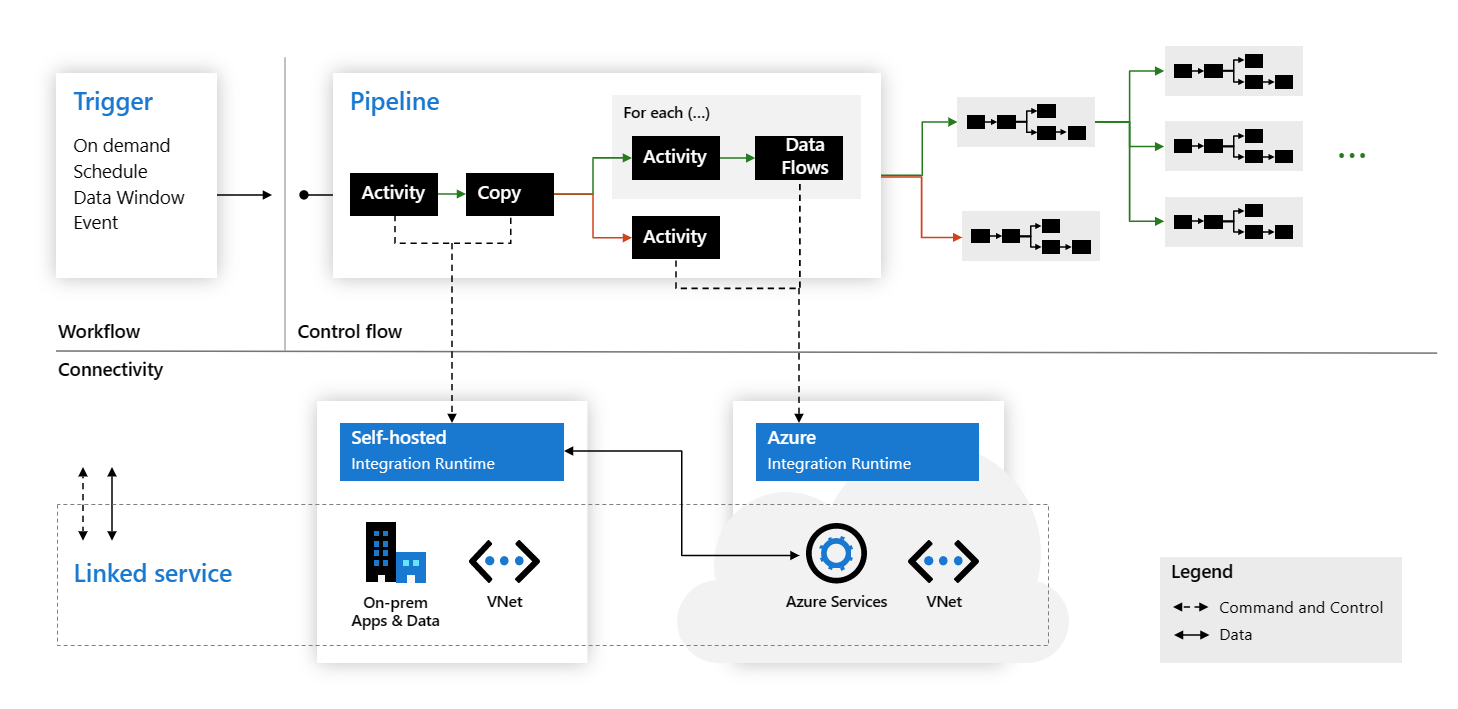 Trigger
On demand
Schedule
Data Window
Event
Pipeline
For each (...)
Activity
Data
Flows
Activity
Copy
Activity
Workflow
Control flow
Connectivity
Self-hosted
Integration Runtime
Azure
Integration Runtime
Linked service
On-prem
Apps & Data
VNet
Azure Services
VNet
Legend
Command and Control
Data